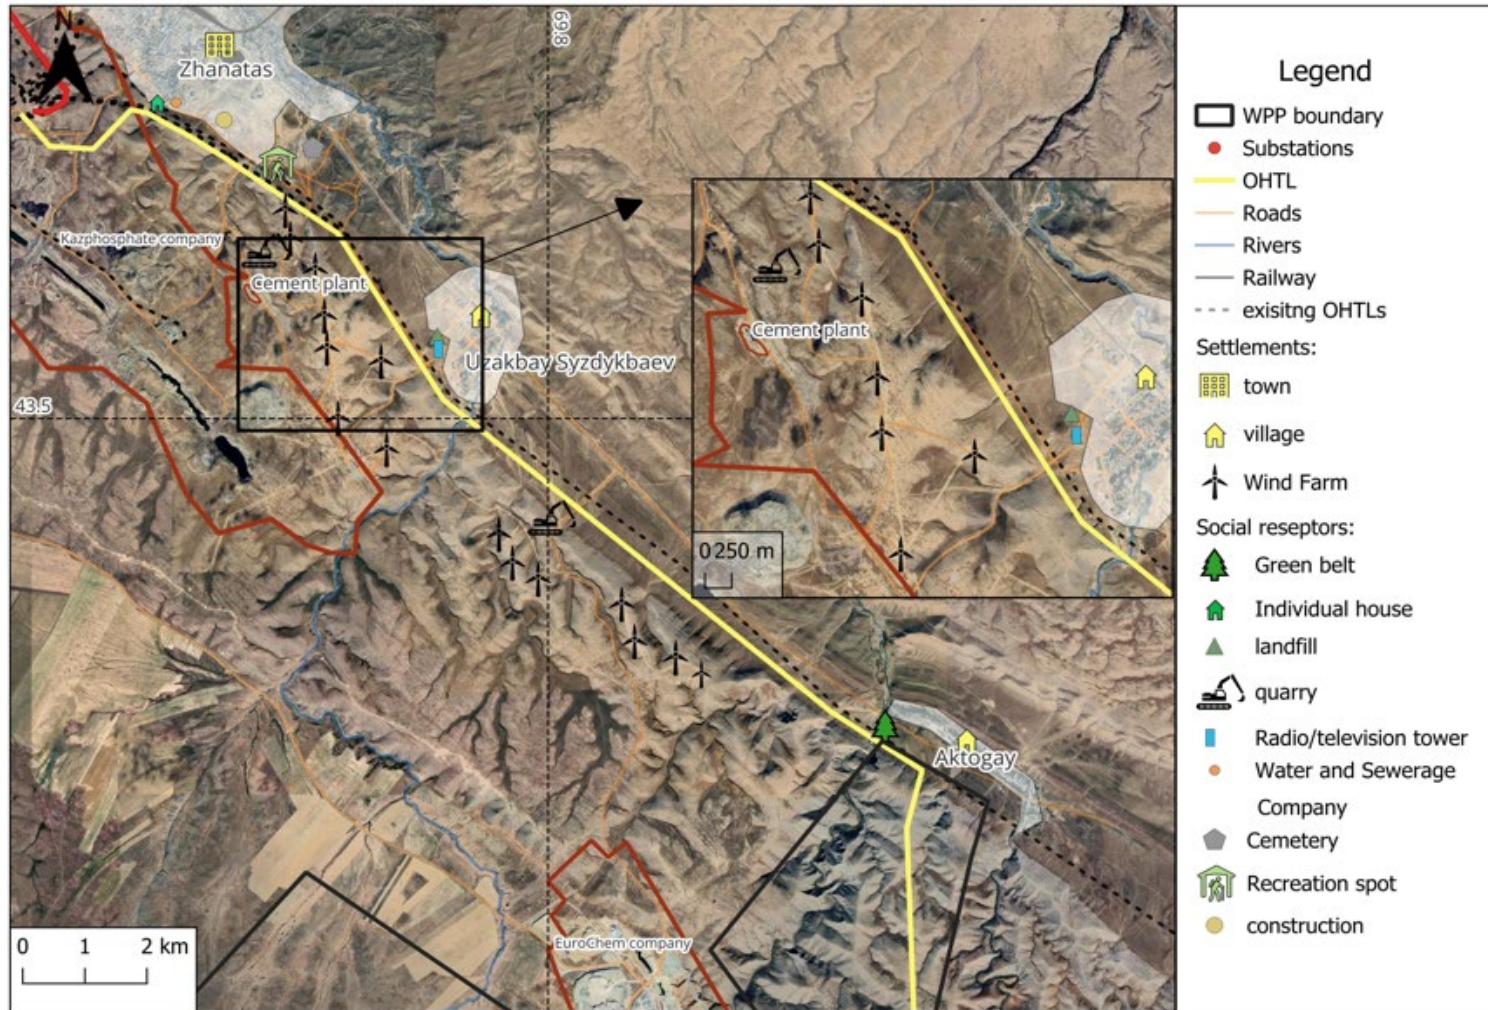 N
69.8
Zhanatas
Kazphosphate company
Cement plant
Uzakbay Syzdykbaev
43.5
Cement plant
0 250 m
Aktogay
EuroChem company
0 1 2 km
Legend
WPP boundary
Substations
OHTL
Roads
Rivers
Railway
exisitng OHTLs
Settlements:
town
village
Wind Farm
Social reseptors:
Green belt
Individual house
landfill
quarry
Radio/television tower
Water and Sewerage
Company
Cemetery
Recreation spot
construction